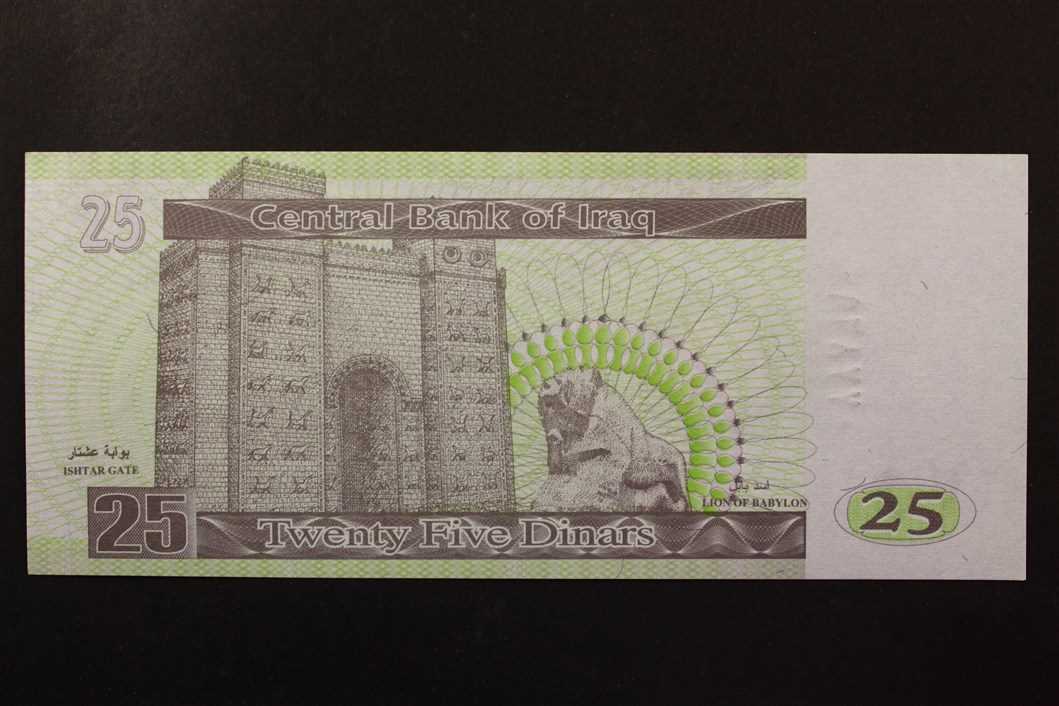 25
Central Bank of Iraq
بوابة عشتار
ISHTAR GATE
أسد بابل
LION OF BABYLON
25
Twenty Five Dinars
25